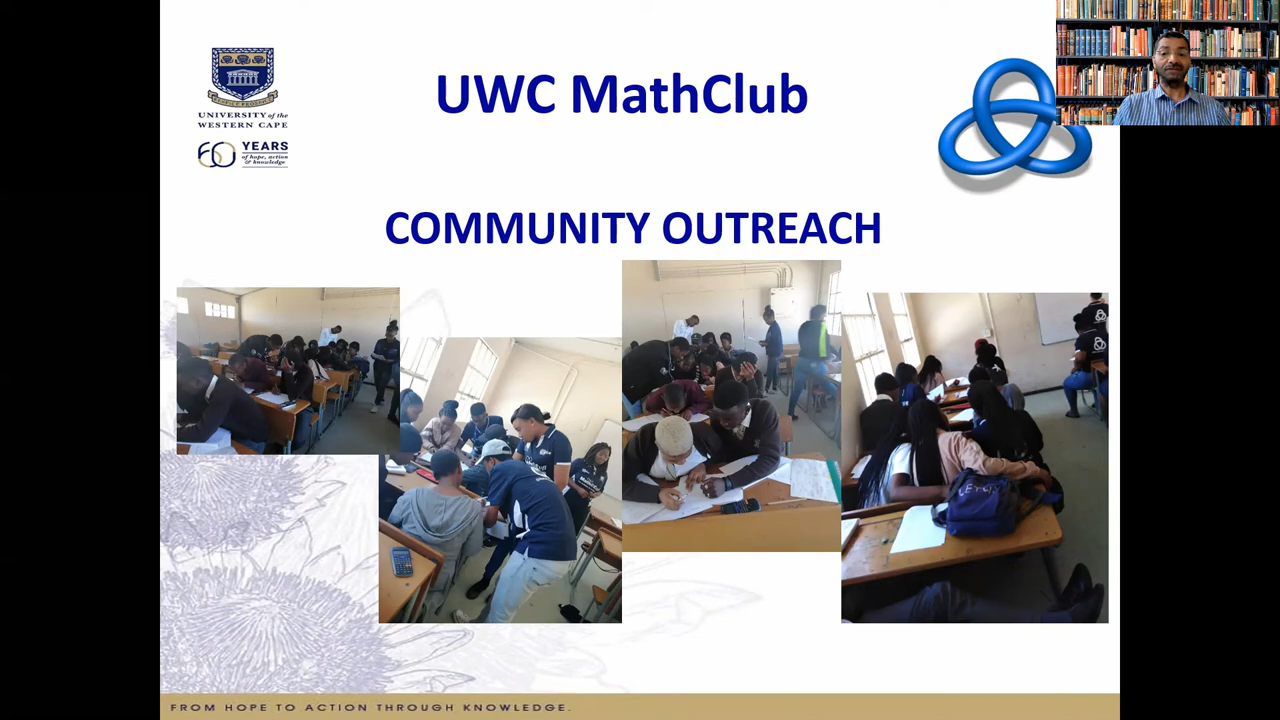 UWC MathClub
UNIVERSITY of the
WESTERN CAPE
60 YEARS
of hope, action
& knowledge
COMMUNITY OUTREACH
FROM HOPE TO ACTION THROUGH KNOWLEDGE.